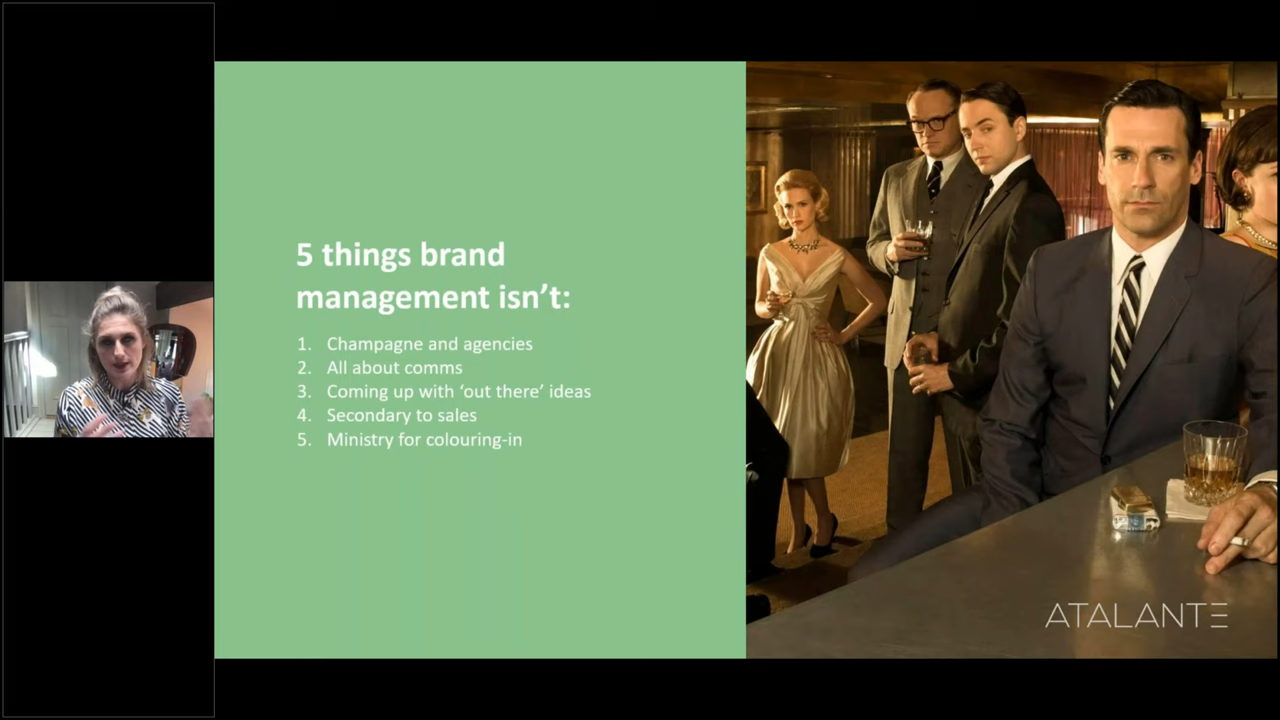 5 things brand
management isn’t:
1. Champagne and agencies
2. All about comms
3. Coming up with ‘out there’ ideas
4. Secondary to sales
5. Ministry for colouring-in
ATALANTE